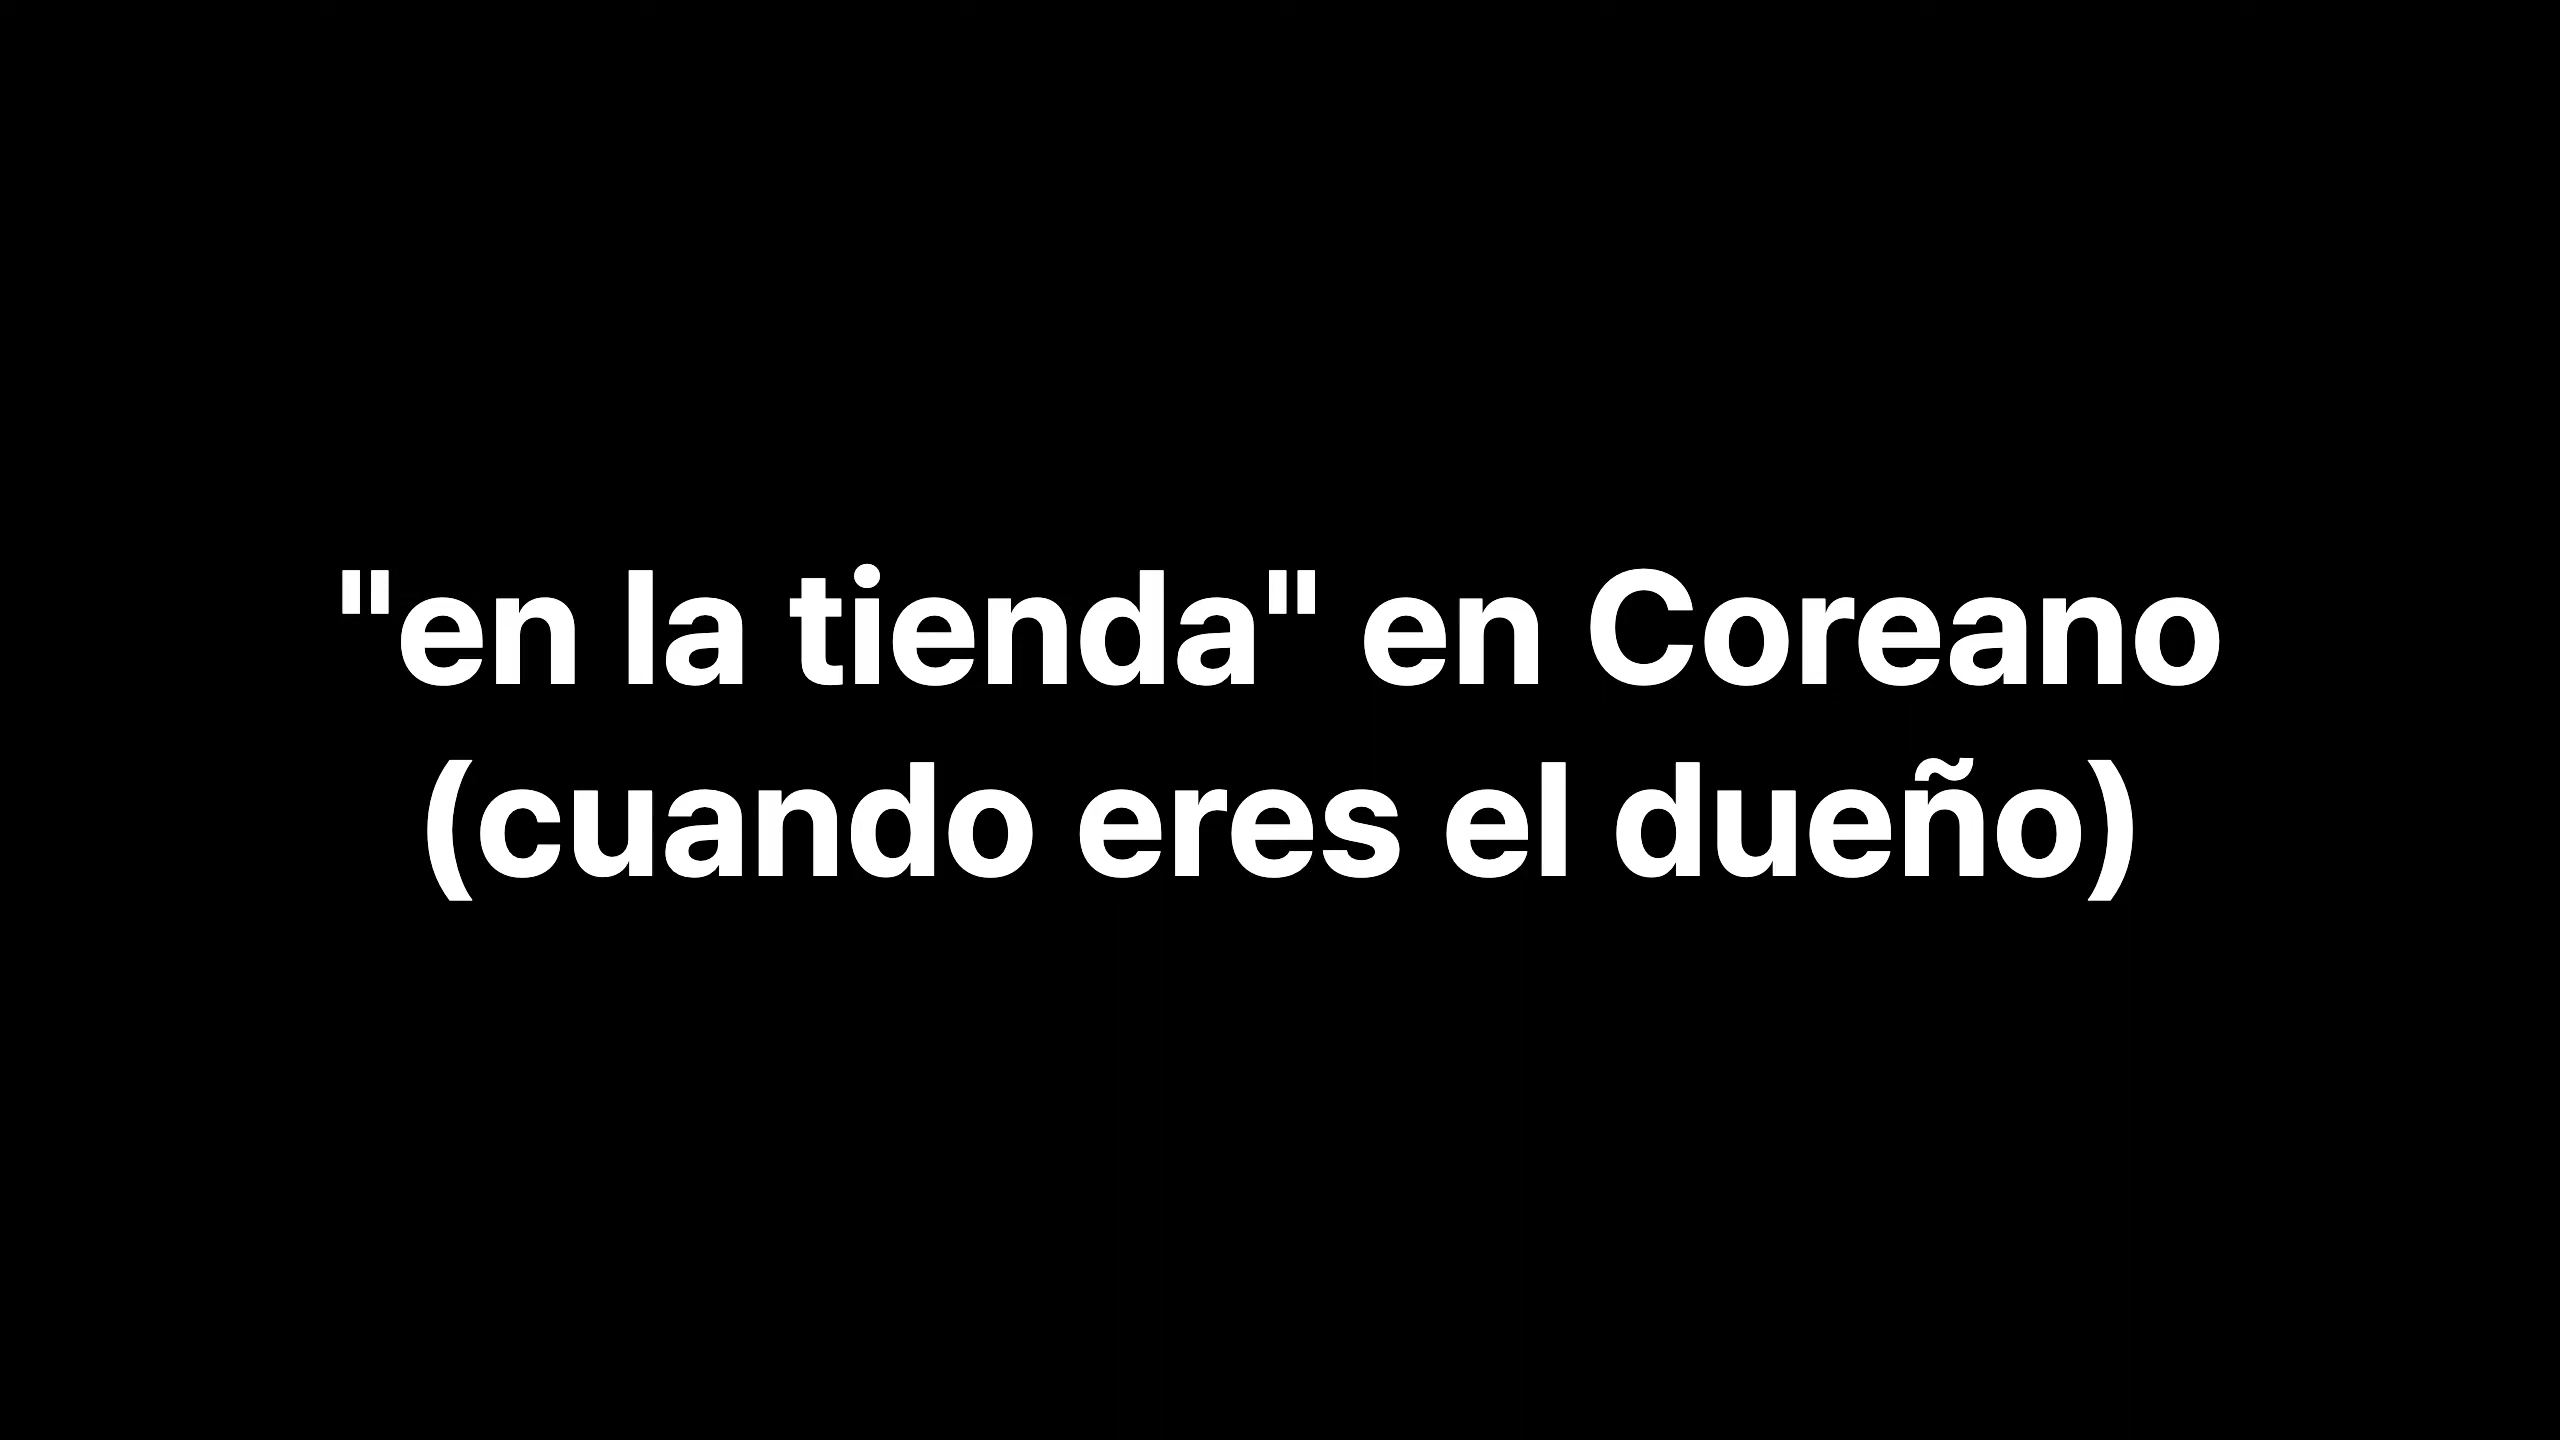 "en la tienda" en Coreano
(cuando eres el dueño)